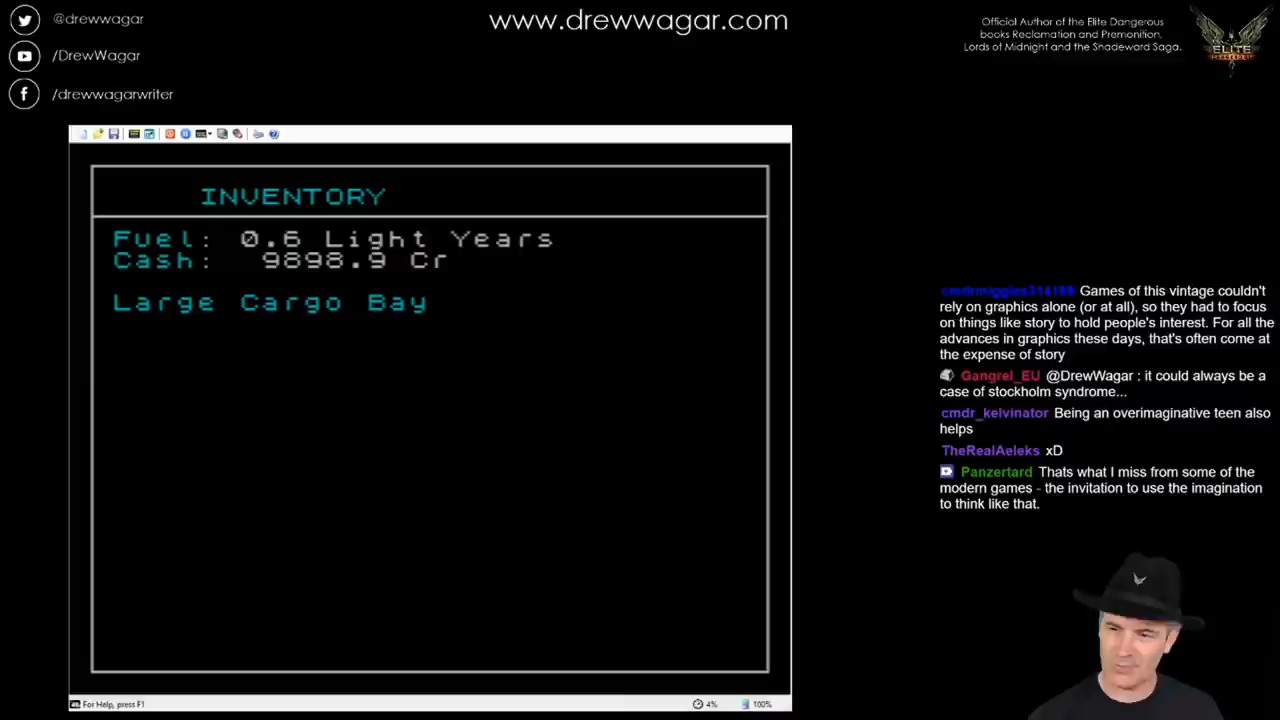 @drewwagar
/DrewWagar
/drewwagarwriter
www.drewwagar.com
Official Author of the Elite Dangerous
books Reclamation and Premonition,
Lords of Midnight and the Shadeward Saga.
ELITE
INVENTORY
Fuel: 0.6 Light Years
Cash: 9898.9 Cr
Large Cargo Bay
For Help, press F1
4%
100%
Games of this vintage couldn't
rely on graphics alone (or at all), so they had to focus
on things like story to hold people's interest. For all the
advances in graphics these days, that's often come at
the expense of story
Gangrel_EU @DrewWagar : it could always be a
case of stockholm syndrome...
cmdr_kelvinator Being an overimaginative teen also
helps
TheRealAeleks xD
Panzertard Thats what I miss from some of the
modern games - the invitation to use the imagination
to think like that.